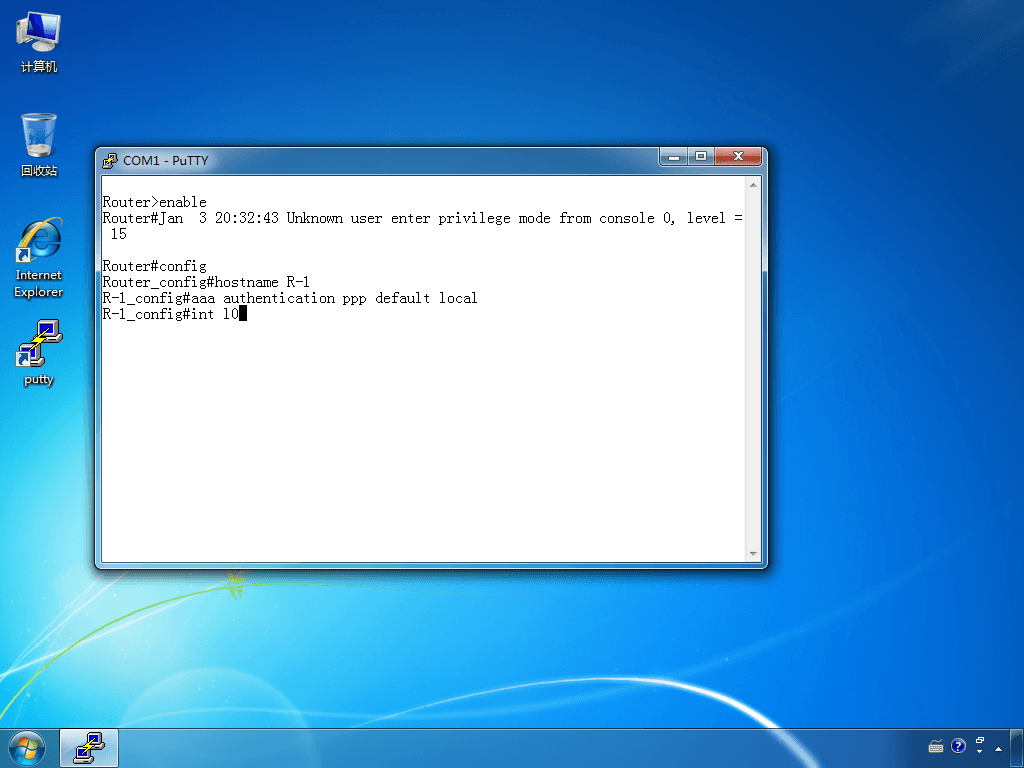 计算机
回收站
Internet
Explorer
putty
COM1 - PuTTY
Router>enable
Router#Jan  3 20:32:43 Unknown user enter privilege mode from console 0, level =
 15
Router#config
Router_config#hostname R-1
R-1_config#aaa authentication ppp default local
R-1_config#int l0